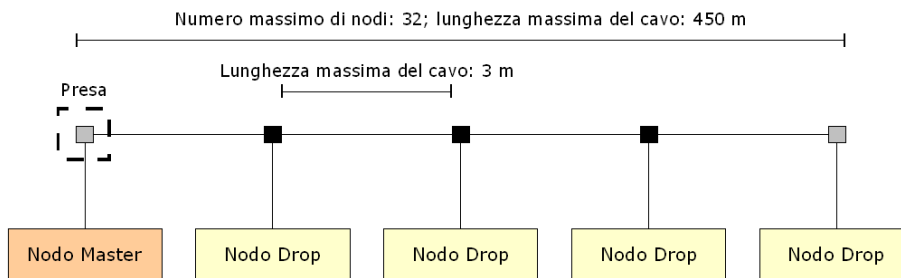 Numero massimo di nodi: 32; lunghezza massima del cavo: 450 m
Lunghezza massima del cavo: 3 m
Presa
Nodo Master
Nodo Drop
Nodo Drop
Nodo Drop
Nodo Drop